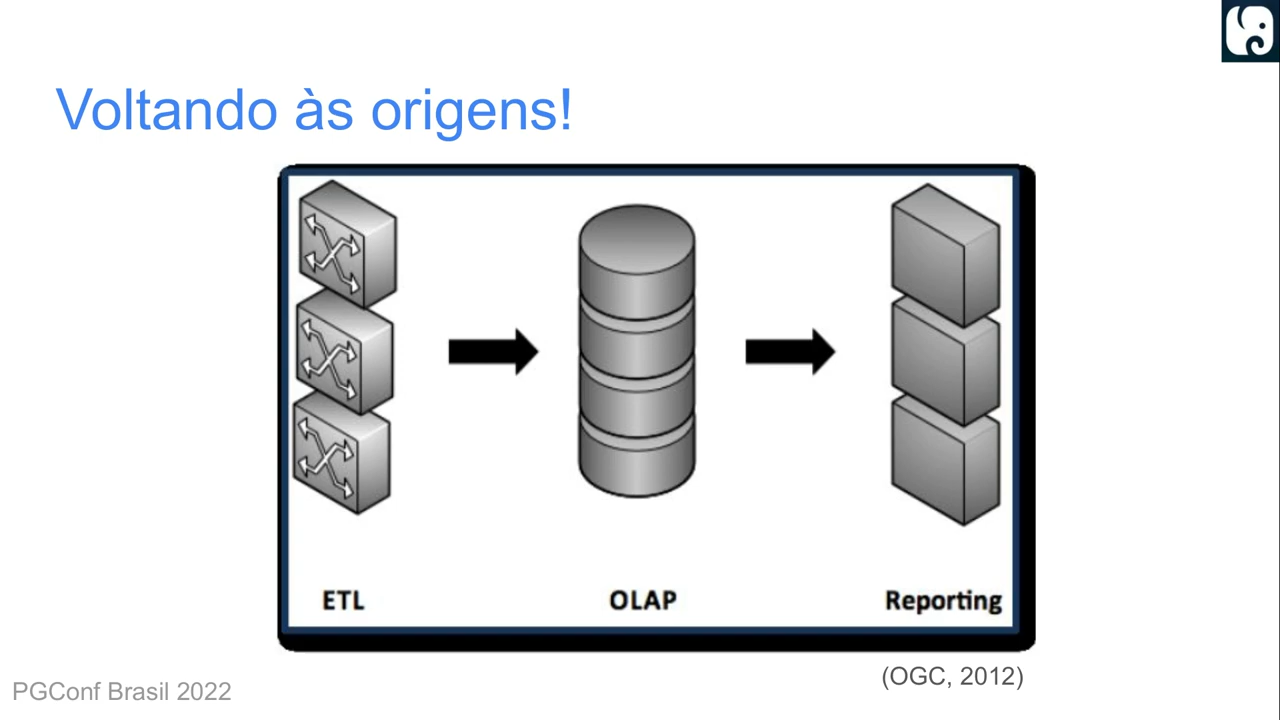 Voltando às origens!
ETL OLAP Reporting
(OGC, 2012)
PGConf Brasil 2022